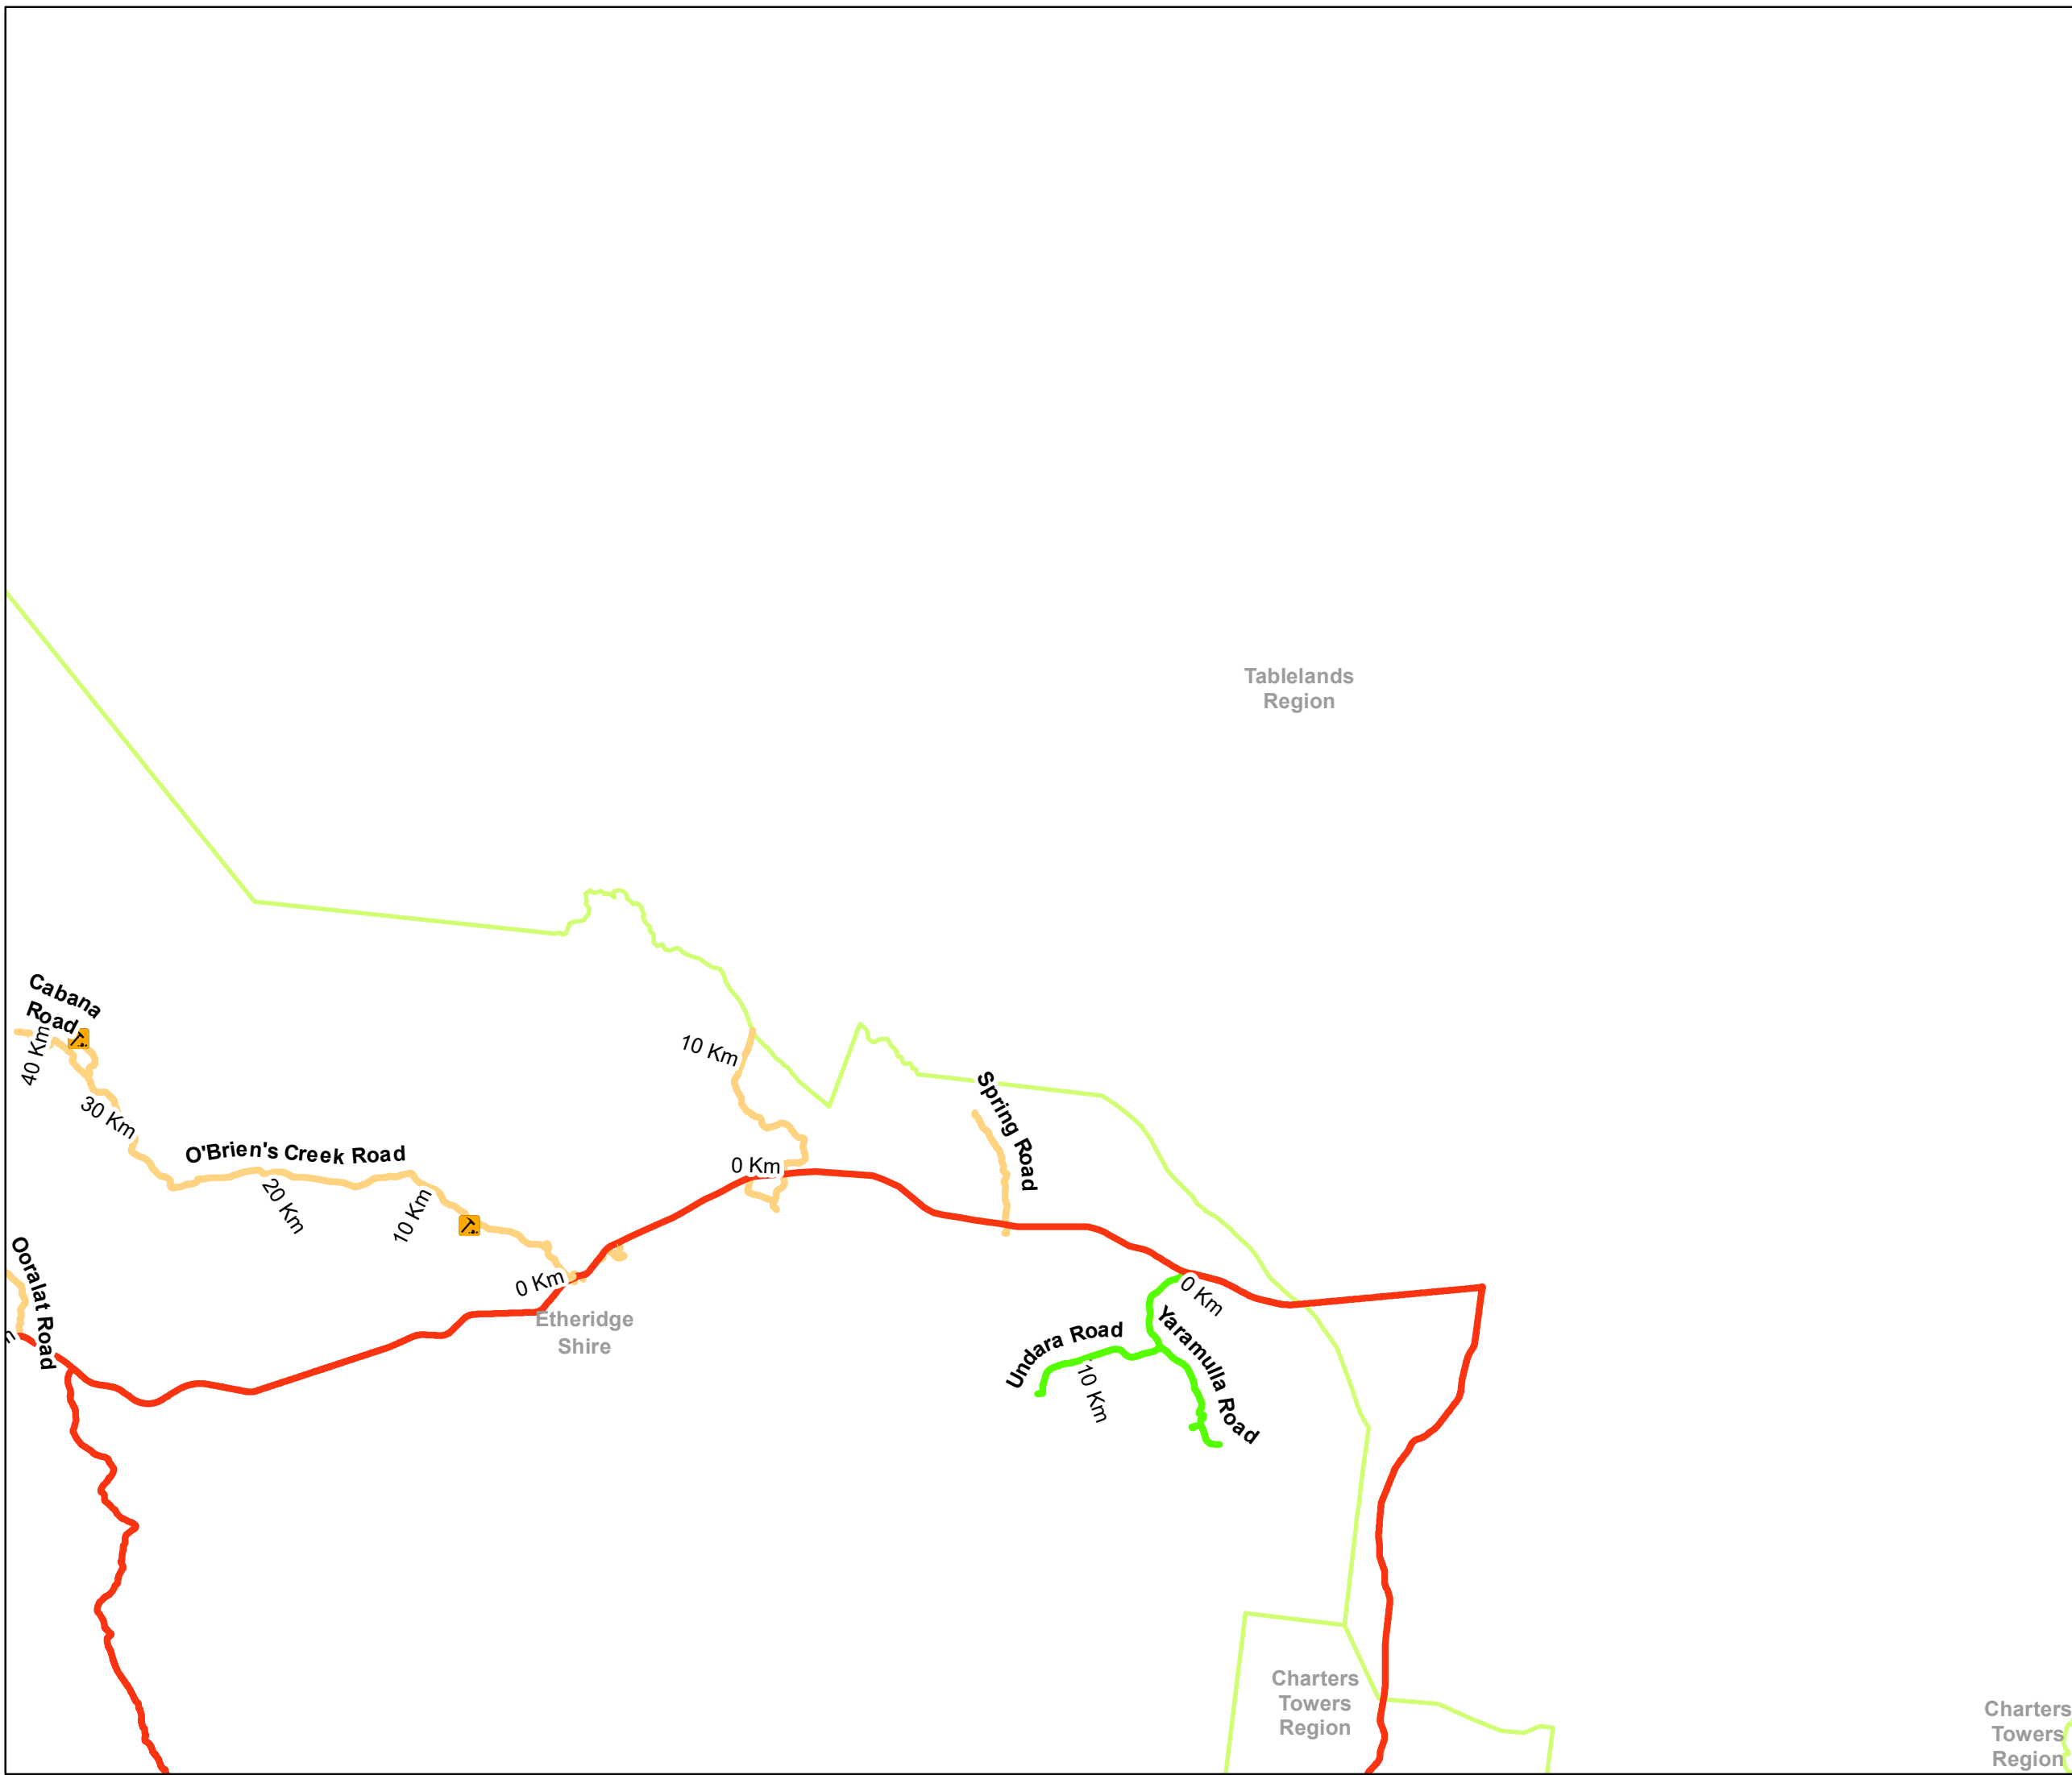 Tablelands
Region
Cabana
Road
40 Km
10 Km
Spring Road
30 Km
O'Brien's Creek Road
0 Km
20 Km
10 Km
Ooralat Road
0 Km
0 Km
Etheridge
Shire
Undara Road
Yaramulla Road
10 Km
Charters
Towers
Region
Charters
Towers
Region